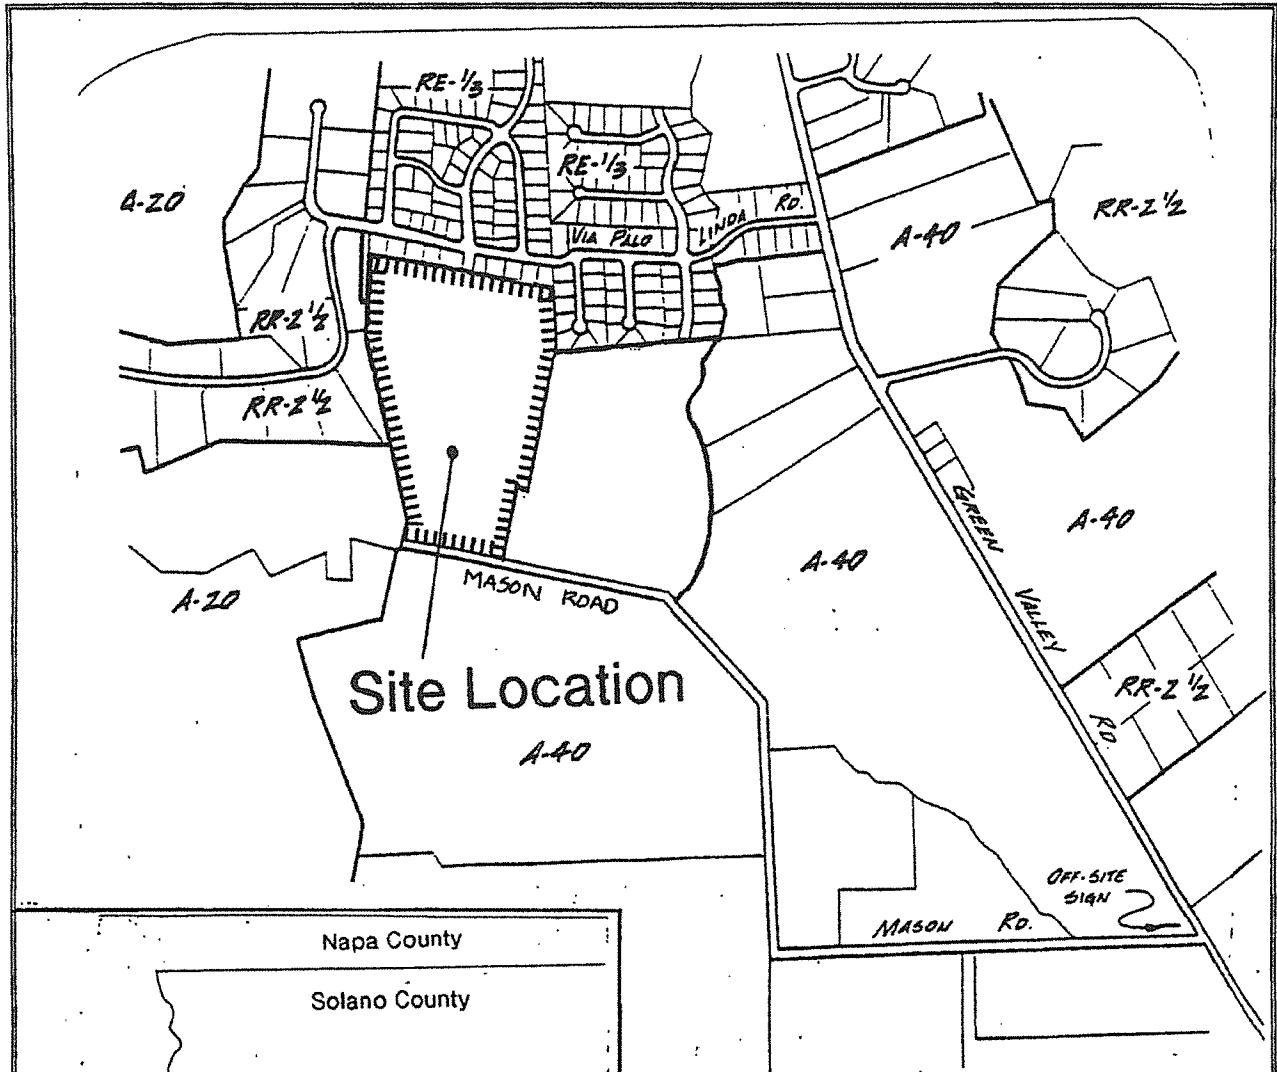 RE-1/3
RE-1/3
A-20
RR-2 1/2
LINDA RD.
VIA PALO
A-40
RR-2 1/2
RR-2 1/2
A-40
GREEN VALLEY RD.
A-40
A-20
MASON ROAD
Site Location
RR-2 1/2
A-40
OFF-SITE
SIGN
MASON RD.
Napa County
Solano County